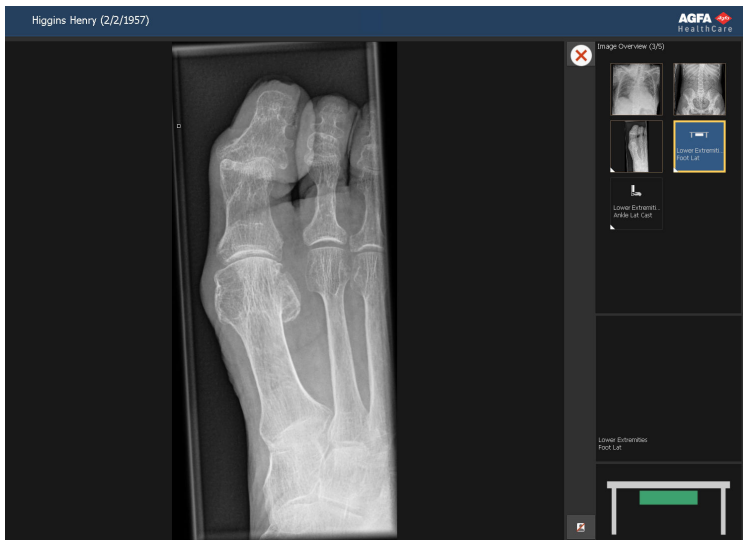 Higgins Henry (2/2/1957)
AGFA
AGFA
HealthCare
Image Overview (3/5)
Lower Extremiti...
Foot Lat
Lower Extremiti...
Ankle Lat Cast
Lower Extremities
Foot Lat